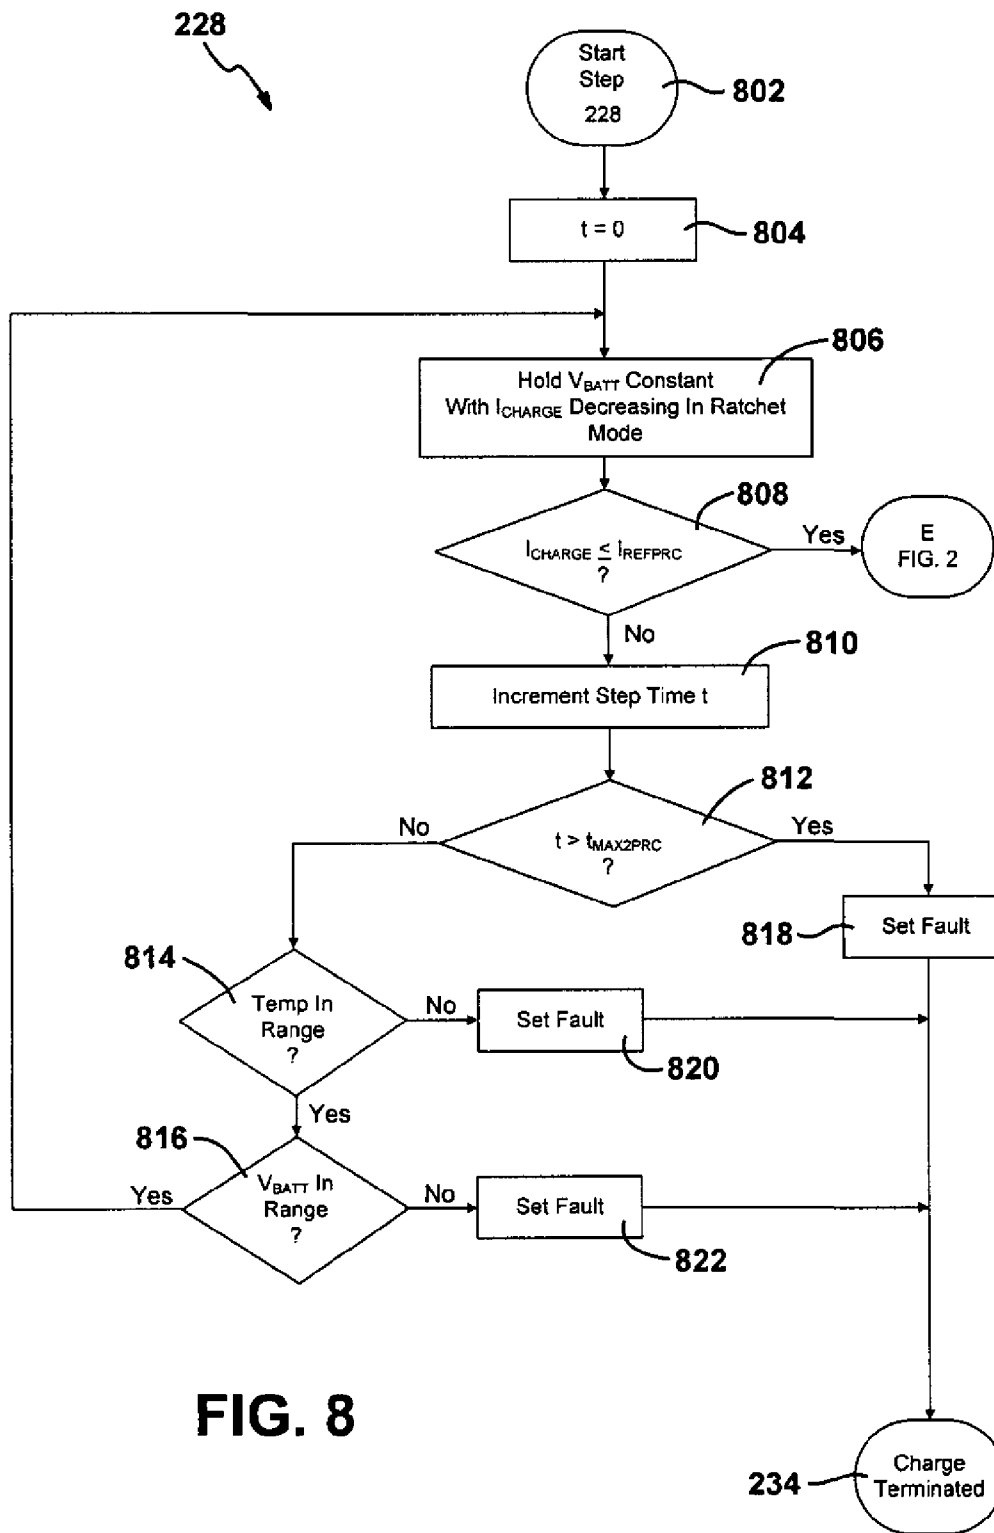 228
Start
Step
228
802
t = 0
804
806
Hold VBATT Constant
With ICHARGE Decreasing In Ratchet
Mode
808
ICHARGE ≤ IREFPRC
?
Yes
E
FIG. 2
No
810
Increment Step Time t
812
No
t > tMAX2PRC
?
Yes
818
Set Fault
814
Temp In
Range
?
No
Set Fault
820
Yes
816
Yes
VBATT In
Range
?
No
Set Fault
822
FIG. 8
234
Charge
Terminated